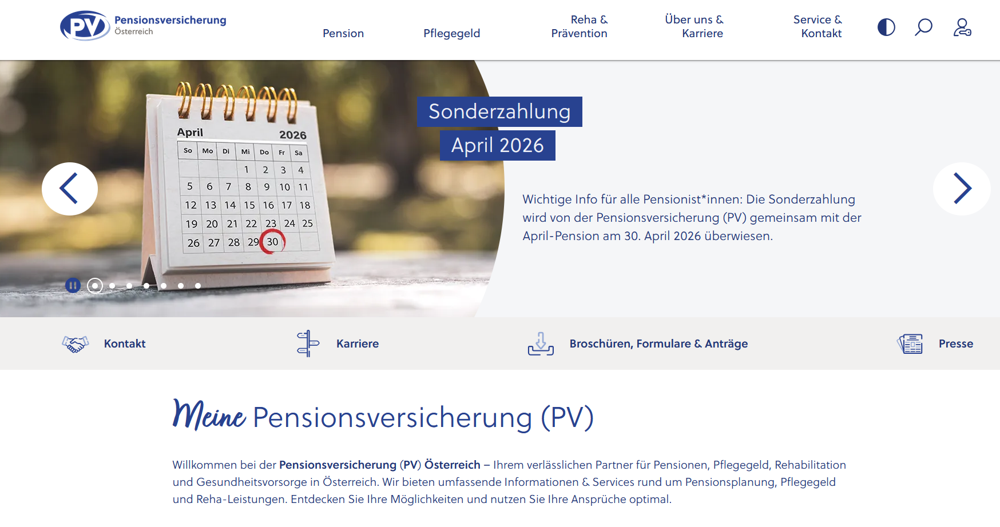 PV Pensionsversicherung
Österreich
Pension
Pflegegeld
Reha &
Prävention
Über uns &
Karriere
Service &
Kontakt
April 2026
So Mo Di Mi Do Fr Sa
1 2 3 4
5 6 7 8 9 10 11
12 13 14 15 16 17 18
19 20 21 22 23 24 25
26 27 28 29 30
Sonderzahlung
April 2026
Wichtige Info für alle Pensionist*innen: Die Sonderzahlung
wird von der Pensionsversicherung (PV) gemeinsam mit der
April-Pension am 30. April 2026 überwiesen.
Kontakt
Karriere
Broschüren, Formulare & Anträge
Presse
Meine Pensionsversicherung (PV)
Willkommen bei der Pensionsversicherung (PV) Österreich – Ihrem verlässlichen Partner für Pensionen, Pflegegeld, Rehabilitation
und Gesundheitsvorsorge in Österreich. Wir bieten umfassende Informationen & Services rund um Pensionsplanung, Pflegegeld
und Reha-Leistungen. Entdecken Sie Ihre Möglichkeiten und nutzen Sie Ihre Ansprüche optimal.